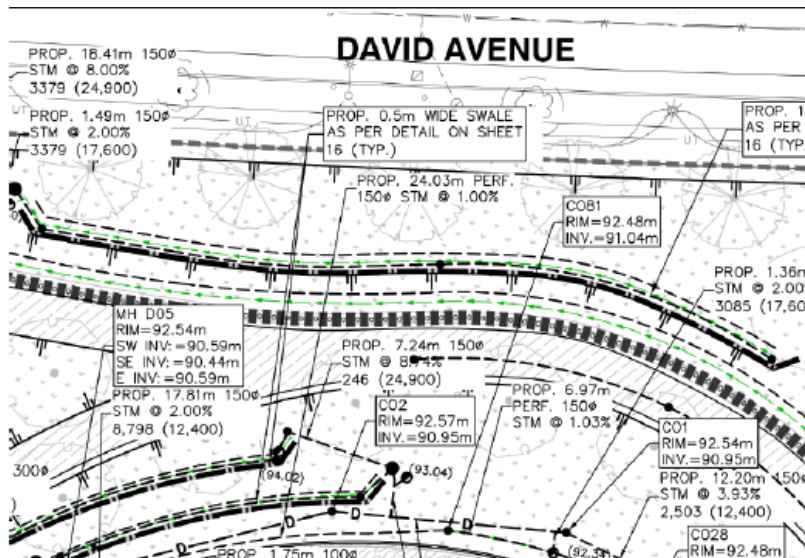 DAVID AVENUE
PROP. 18.41m 150ø
STM @ 8.00%
3379 (24,900)
PROP. 1.49m 150ø
STM @ 2.00%
3379 (17,600)
PROP. 0.5m WIDE SWALE
AS PER DETAIL ON SHEET
16 (TYP.)
PROP. 1
AS PER
16 (TYP.
UT
UT
UT
W
W
PROP. 24.03m PERF.
150ø STM @ 1.00%
CO81
RIM=92.48m
INV.=91.04m
PROP. 1.36m
STM @ 2.00
3085 (17,60
MH D05
RIM=92.54m
SW INV:=90.59m
SE INV:=90.44m
E INV:=90.59m
PROP. 7.24m 150ø
STM @ 8.74%
246 (24,900)
PROP. 17.81m 150ø
STM @ 2.00%
8,798 (12,400)
CO2
RIM=92.57m
INV.=90.95m
PROP. 6.97m
PERF. 150ø
STM @ 1.03%
CO1
RIM=92.54m
INV.=90.95m
300ø
(94.02)
(93.04)
PROP. 12.20m 150ø
STM @ 3.93%
2,503 (12,400)
D
D
D
D
CO28
RIM=92.48m
PROP. 1.75m 100ø